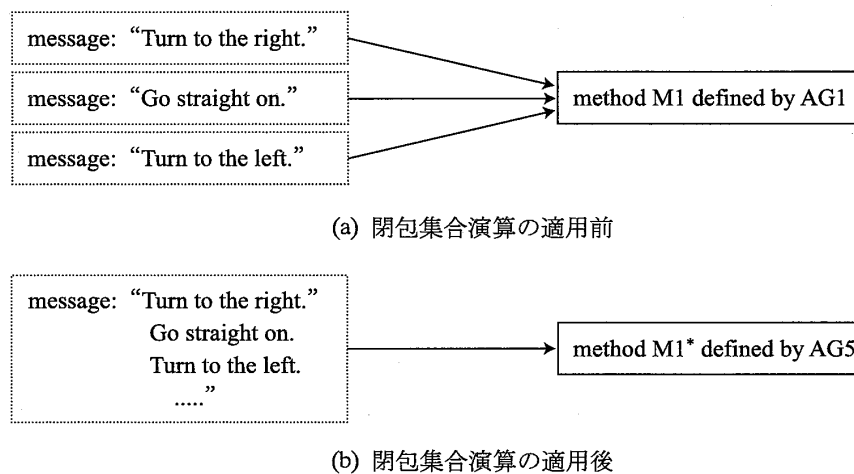 message: “Turn to the right.”
message: “Go straight on.”
message: “Turn to the left.”
method M1 defined by AG1
(a) 閉包集合演算の適用前
message: “Turn to the right.”
Go straight on.
Turn to the left.
.....”
method M1* defined by AG5
(b) 閉包集合演算の適用後